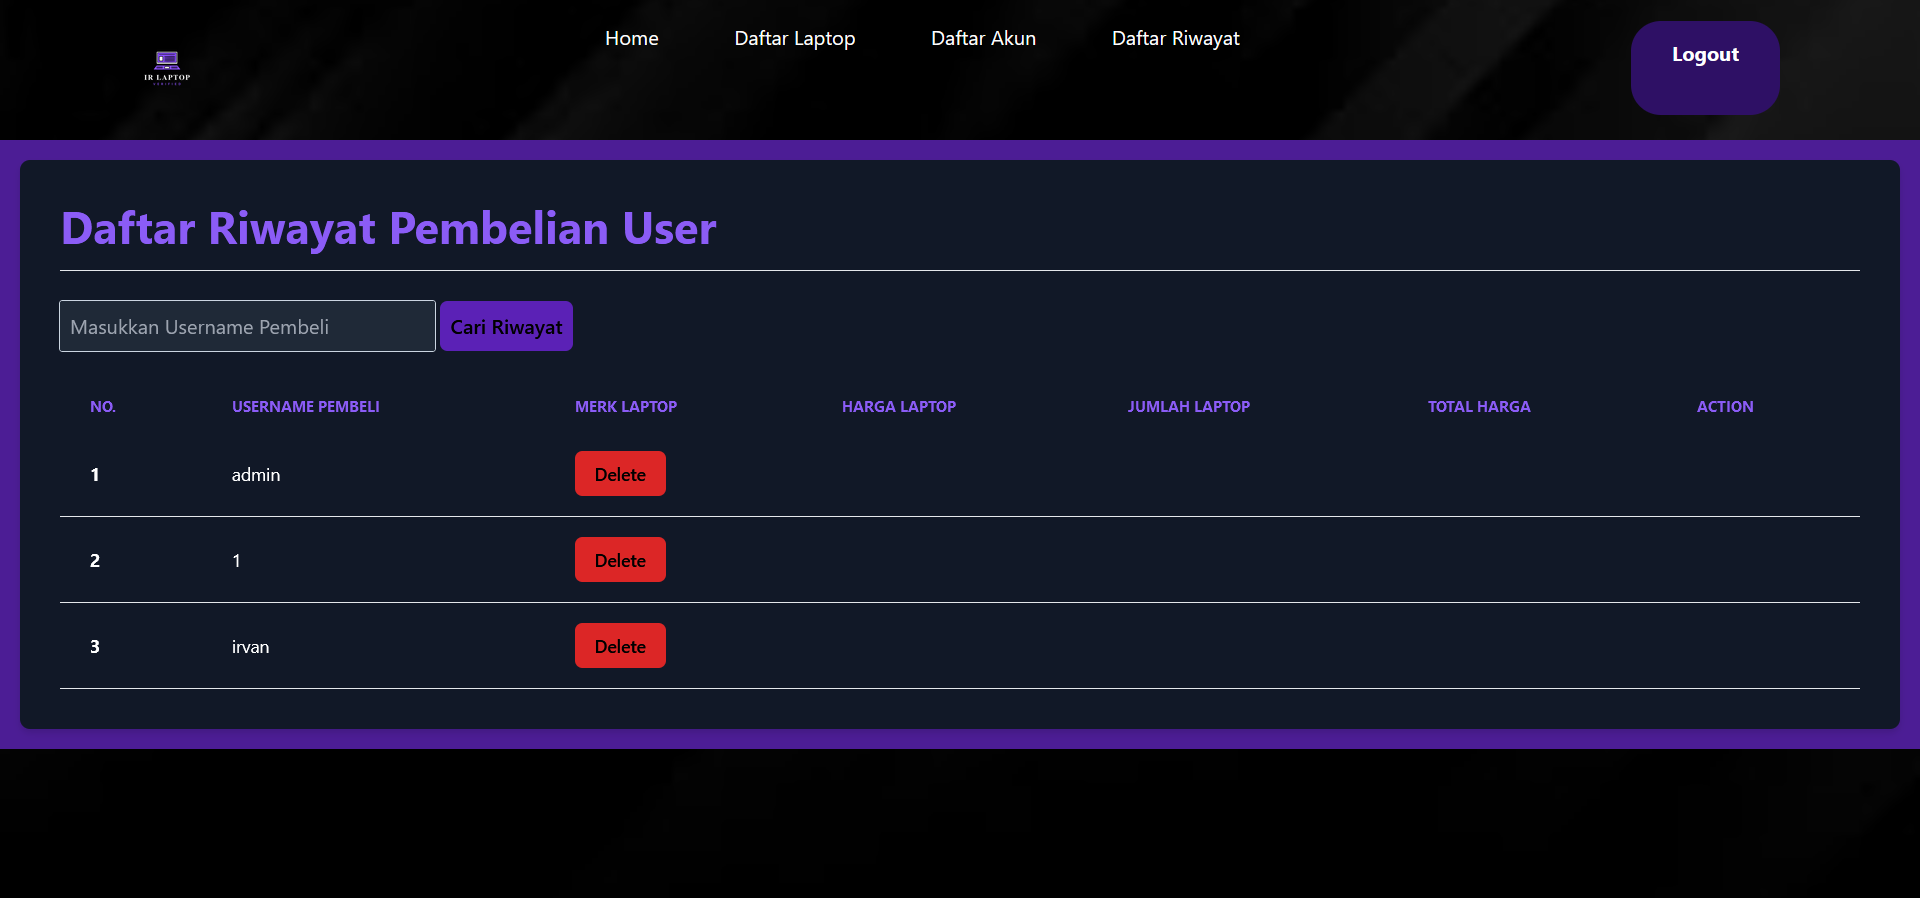 Home Daftar Laptop Daftar Akun Daftar Riwayat
Logout
IR LAPTOP
Daftar Riwayat Pembelian User
Masukkan Username Pembeli Cari Riwayat
NO. USERNAME PEMBELI MERK LAPTOP HARGA LAPTOP JUMLAH LAPTOP TOTAL HARGA ACTION
1 admin Delete
2 1 Delete
3 irvan Delete